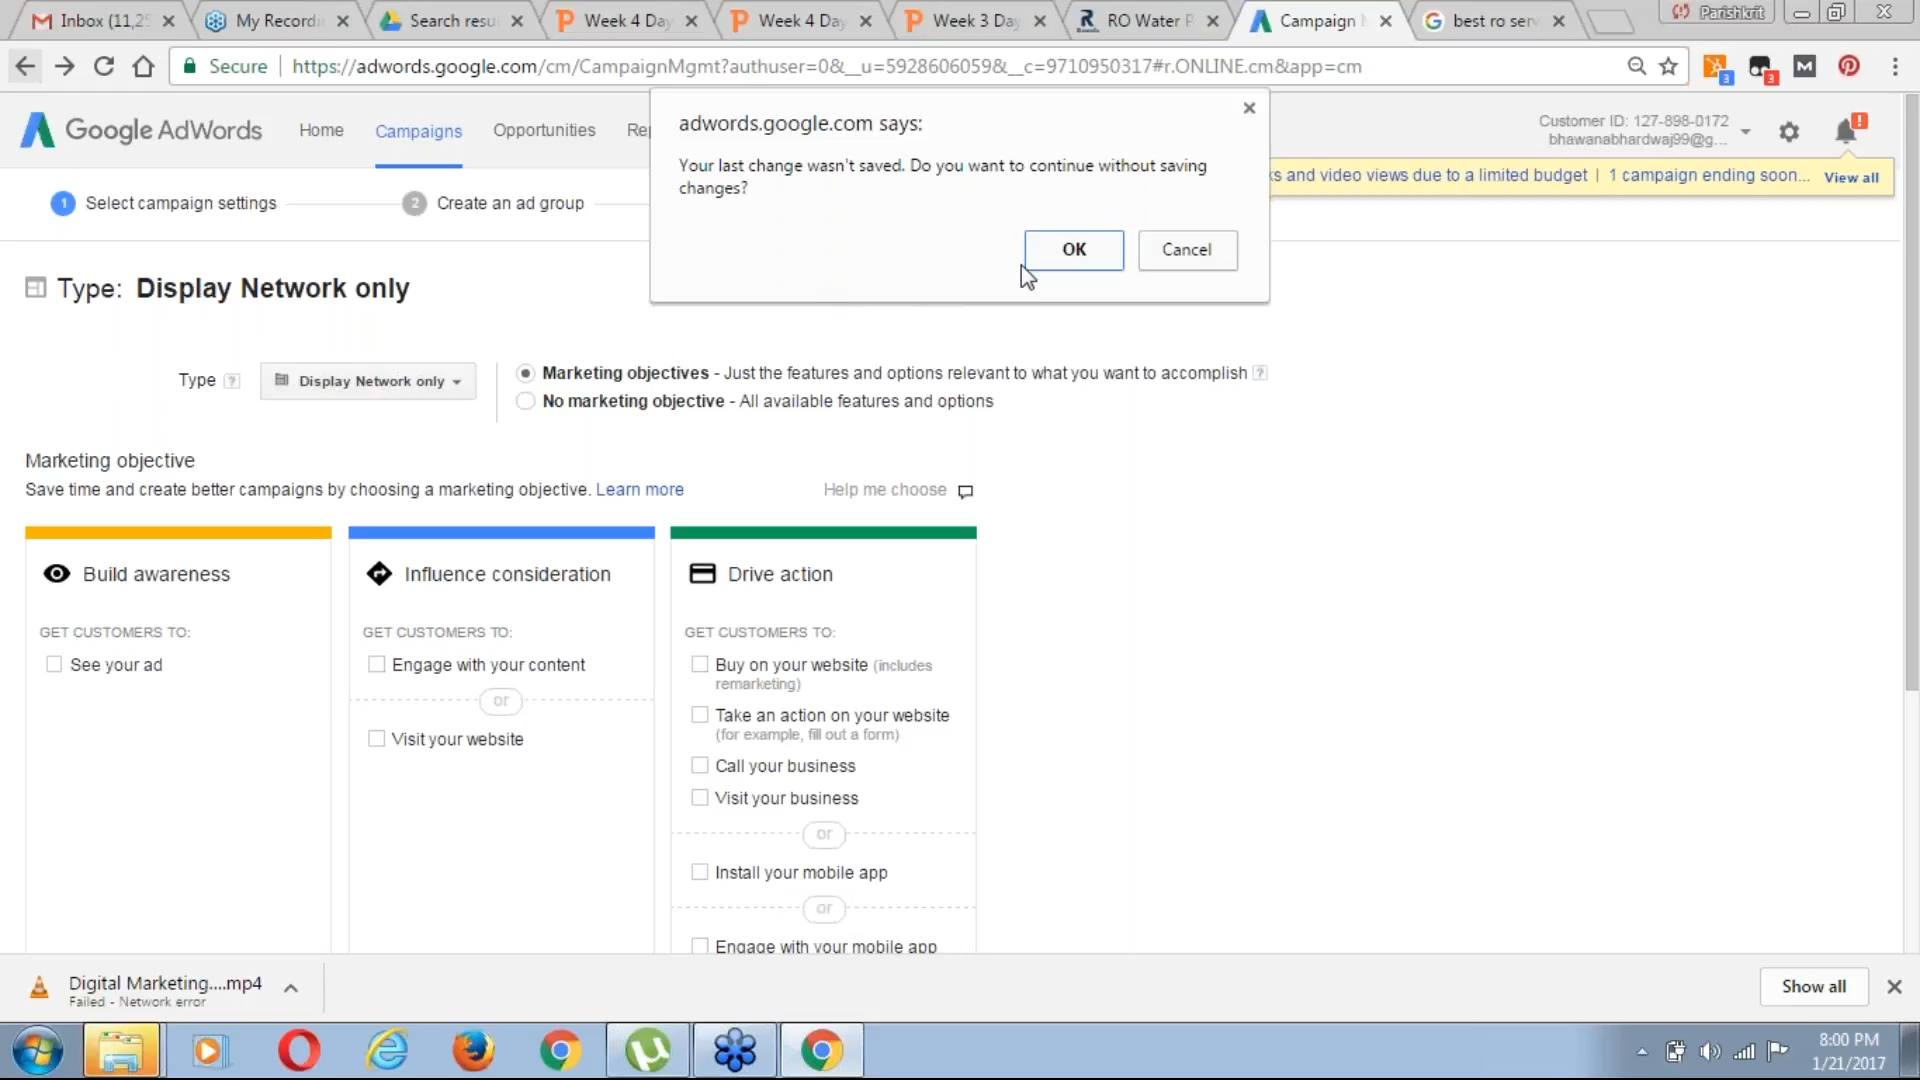 Inbox (11,25
My Recordi
Search resu
Week 4 Day
Week 4 Day
Week 3 Day
RO Water P
Campaign M
best ro serv
Parishkrit
Secure
https://adwords.google.com/cm/CampaignMgmt?authuser=0&__u=5928606059&__c=9710950317#r.ONLINE.cm&app=cm
3
3
Google AdWords
Home
Campaigns
Opportunities
Rep
Customer ID: 127-898-0172
bhawanabhardwaj99@g...
adwords.google.com says:
Your last change wasn't saved. Do you want to continue without saving
changes?
OK
Cancel
ks and video views due to a limited budget | 1 campaign ending soon... View all
1 Select campaign settings
2 Create an ad group
Type: Display Network only
Type ?
Display Network only
Marketing objectives - Just the features and options relevant to what you want to accomplish ?
No marketing objective - All available features and options
Marketing objective
Save time and create better campaigns by choosing a marketing objective. Learn more
Help me choose
Build awareness
GET CUSTOMERS TO:
See your ad
Influence consideration
GET CUSTOMERS TO:
Engage with your content
or
Visit your website
Drive action
GET CUSTOMERS TO:
Buy on your website (includes
remarketing)
Take an action on your website
(for example, fill out a form)
Call your business
Visit your business
or
Install your mobile app
or
Engage with your mobile app
Digital Marketing....mp4
Failed - Network error
Show all
8:00 PM
1/21/2017